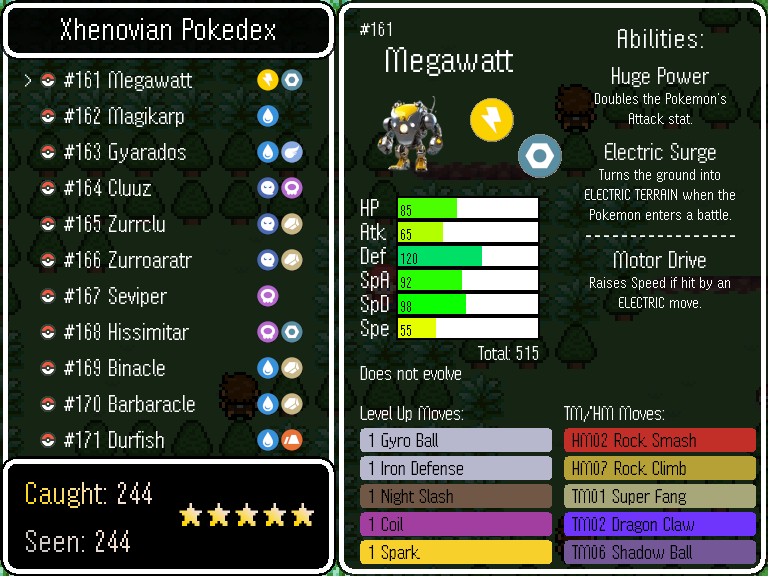 Xhenovian Pokedex
> #161 Megawatt
#162 Magikarp
#163 Gyarados
#164 Cluuz
#165 Zurrclu
#166 Zurroaratr
#167 Seviper
#168 Hissimitar
#169 Binacle
#170 Barbaracle
#171 Durfish
Caught: 244
Seen: 244
#161
Megawatt
HP 85
Atk 65
Def 120
SpA 92
SpD 98
Spe 55
Total: 515
Does not evolve
Abilities:
Huge Power
Doubles the Pokemon's
Attack stat.
Electric Surge
Turns the ground into
ELECTRIC TERRAIN when the
Pokemon enters a battle.
Motor Drive
Raises Speed if hit by an
ELECTRIC move.
Level Up Moves:
1 Gyro Ball
1 Iron Defense
1 Night Slash
1 Coil
1 Spark
TM/HM Moves:
HM02 Rock Smash
HM07 Rock Climb
TM01 Super Fang
TM02 Dragon Claw
TM06 Shadow Ball